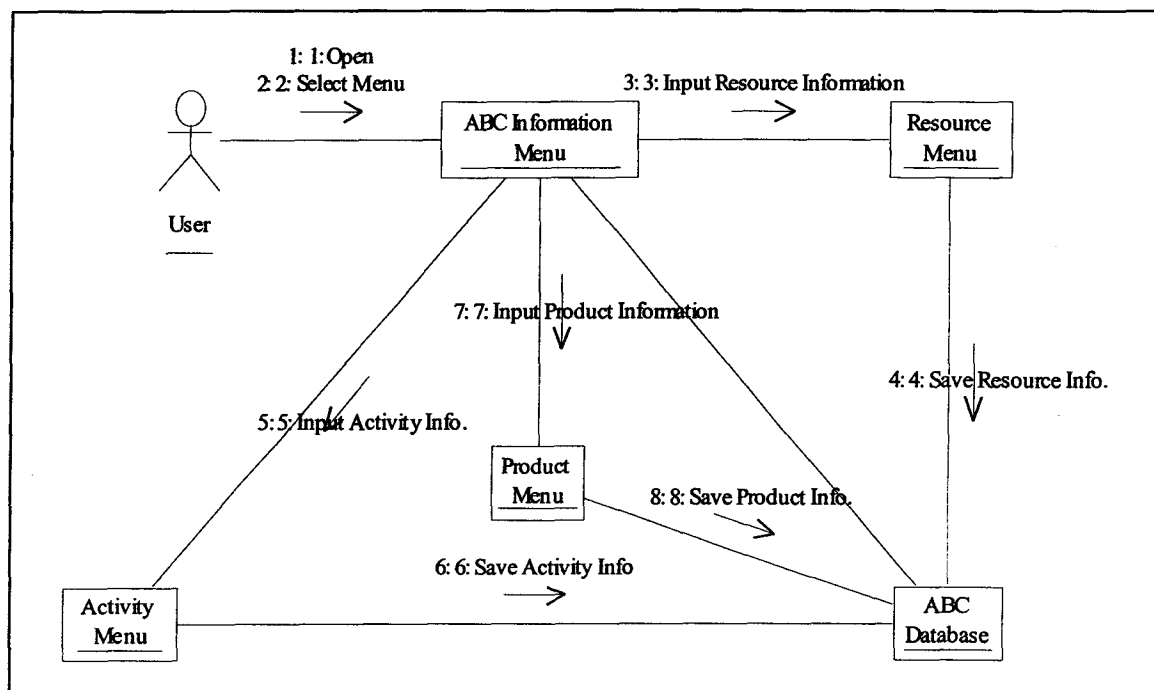 1: 1: Open
2: 2: Select Menu
3: 3: Input Resource Information
ABC Information
Menu
Resource
Menu
User
7: 7: Input Product Information
4: 4: Save Resource Info.
5: 5: Input Activity Info.
Product
Menu
8: 8: Save Product Info.
6: 6: Save Activity Info
Activity
Menu
ABC
Database